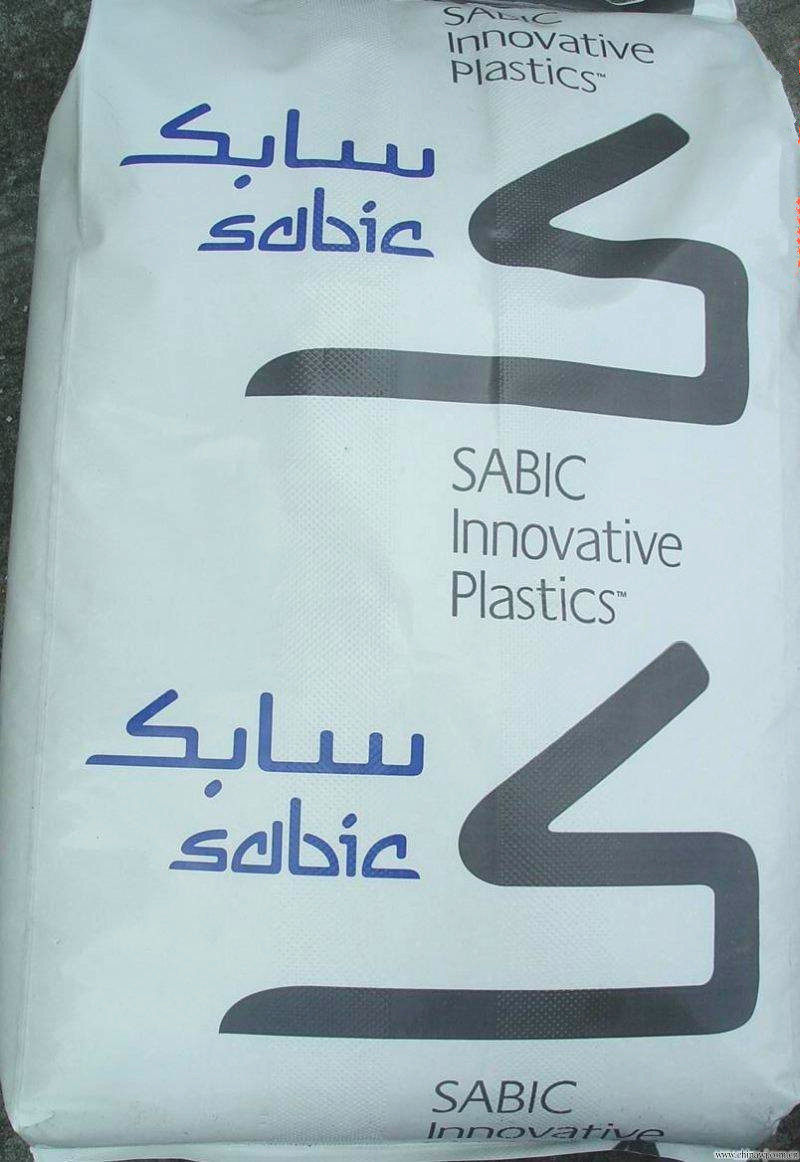 SABIC
Innovative
Plastics™
سابك
sabic
SABIC
Innovative
Plastics™
سابك
sabic
SABIC
Innovative